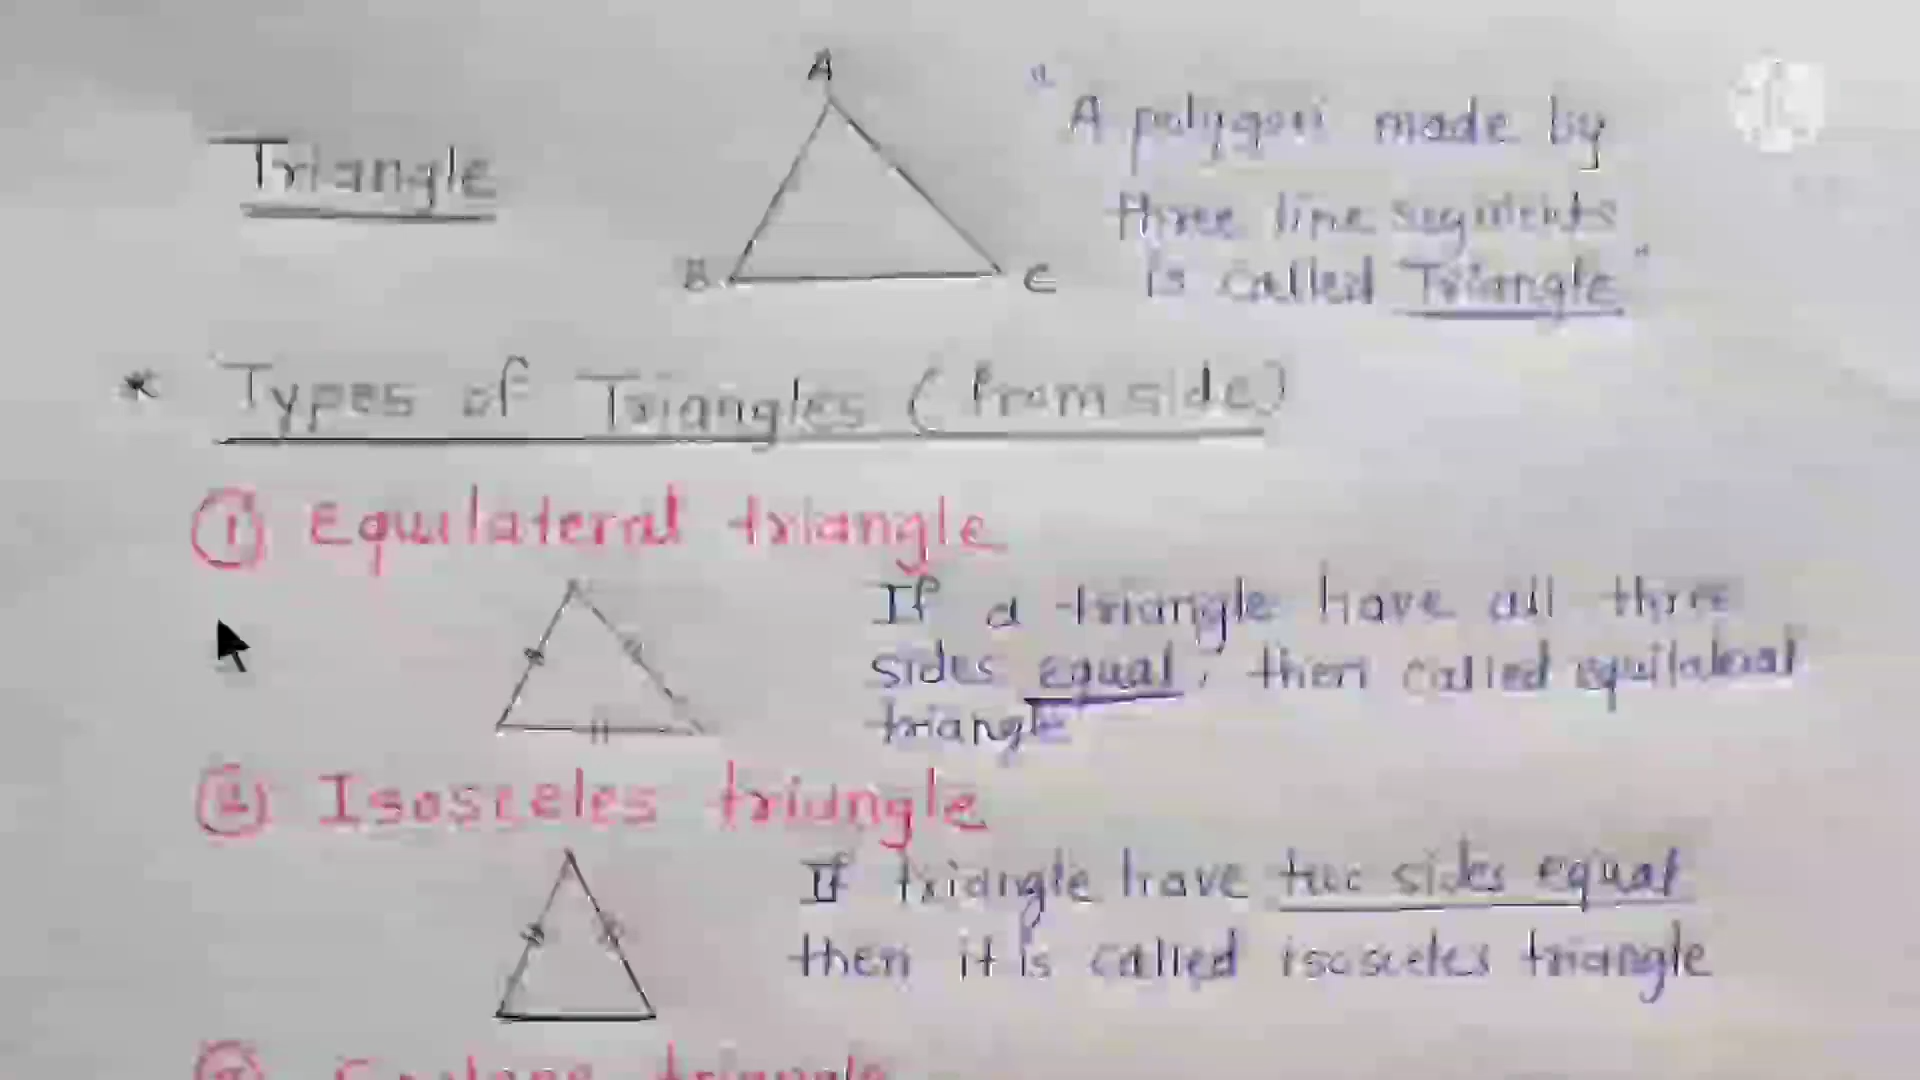 Triangle
A
B
C
" A polygon made by
three line segments
is called Triangle "
* Types of Triangles (from side)
① Equilateral triangle
If a triangle have all three
sides equal, then called equilateral
triangle
② Isosceles triangle
If triangle have two sides equal
then it is called isosceles triangle
triangle